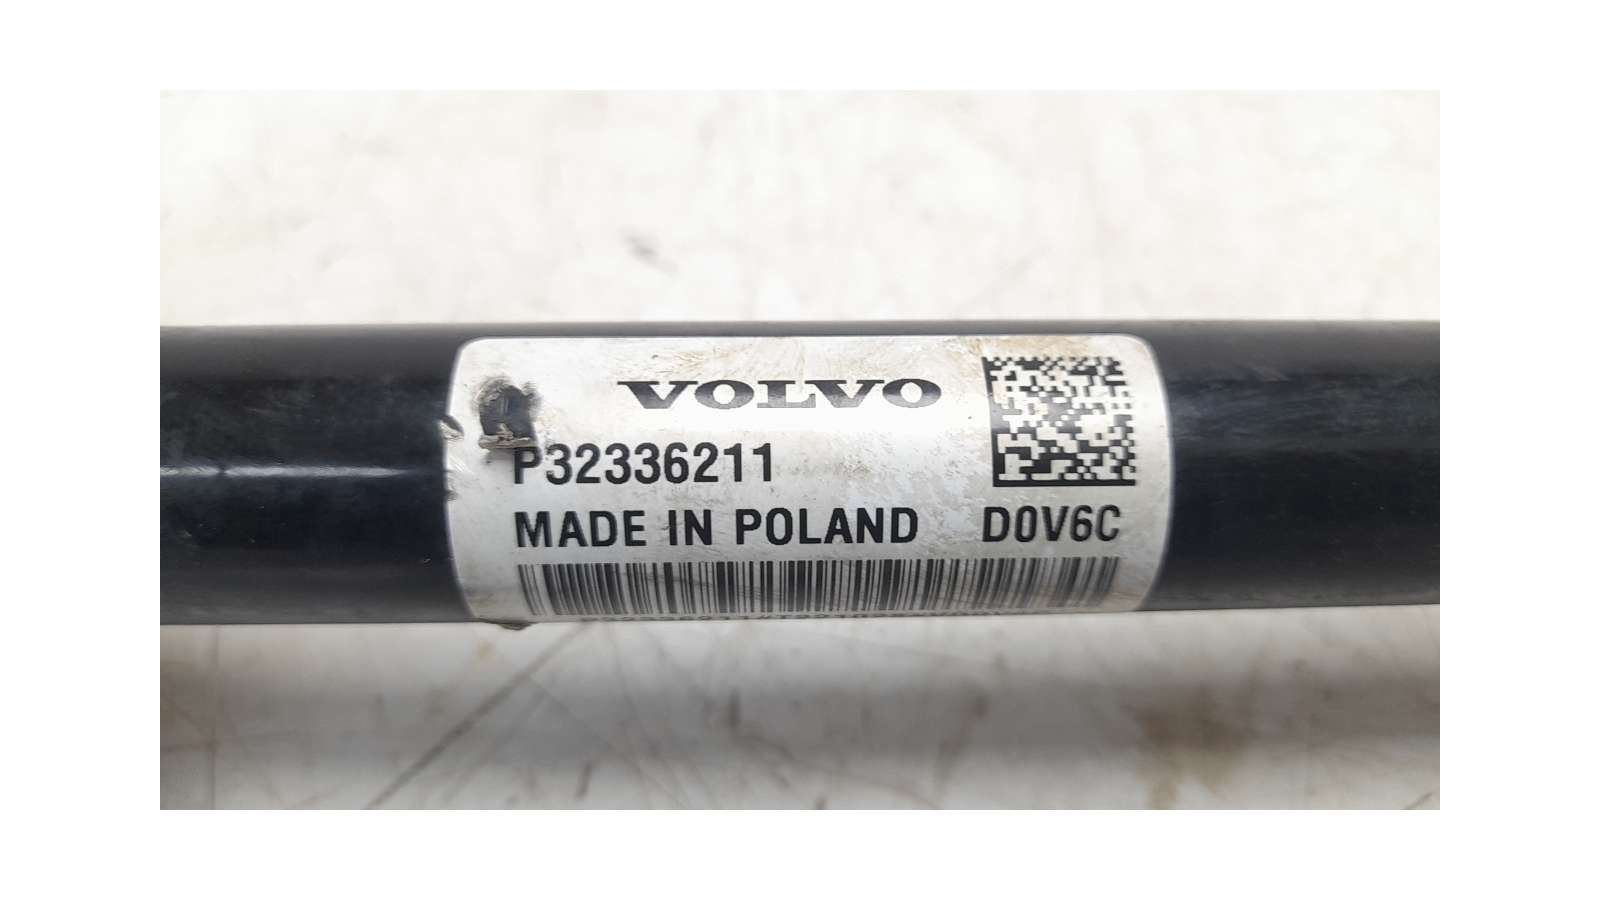 VOLVO
P32336211
MADE IN POLAND D0V6C